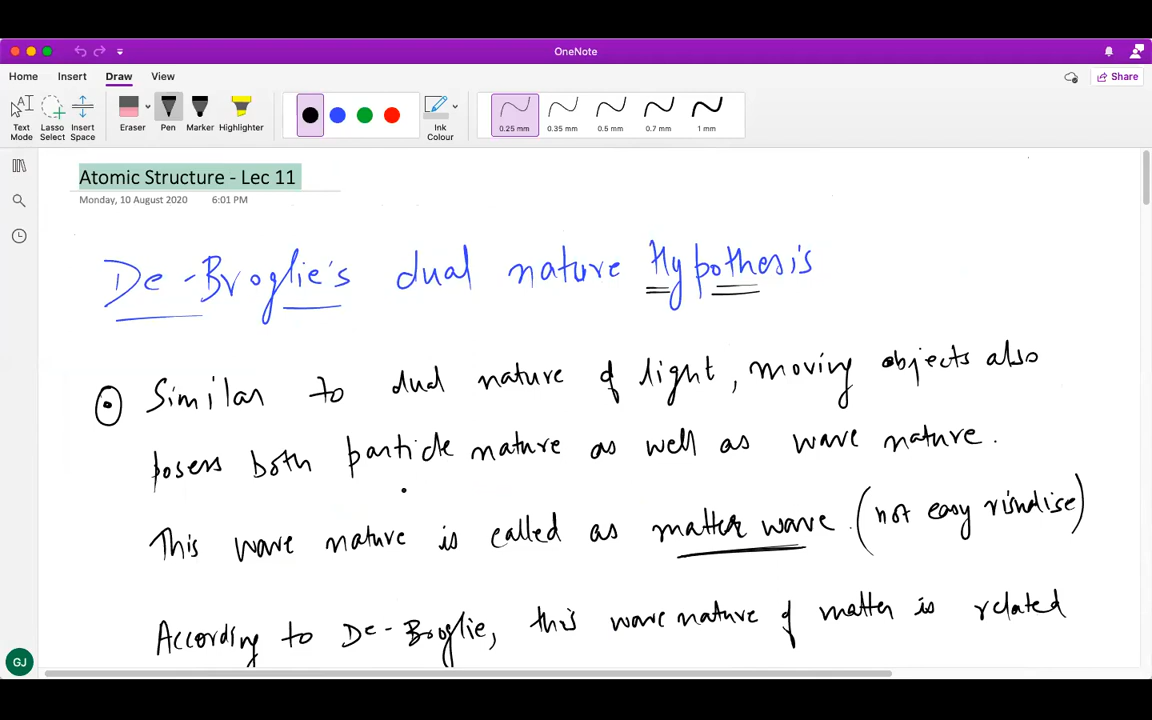 OneNote
Home Insert Draw View
Share
Text Mode
Lasso Select
Insert Space
Eraser
Pen
Marker
Highlighter
Ink Colour
0.25 mm
0.35 mm
0.5 mm
0.7 mm
1 mm
Atomic Structure - Lec 11
Monday, 10 August 2020 6:01 PM
De-Broglie's dual nature Hypothesis
Similar to dual nature of light, moving objects also
posess both particle nature as well as wave nature.
This wave nature is called as matter wave. (not easy visualise)
According to De-Broglie, this wave nature of matter is related
GJ